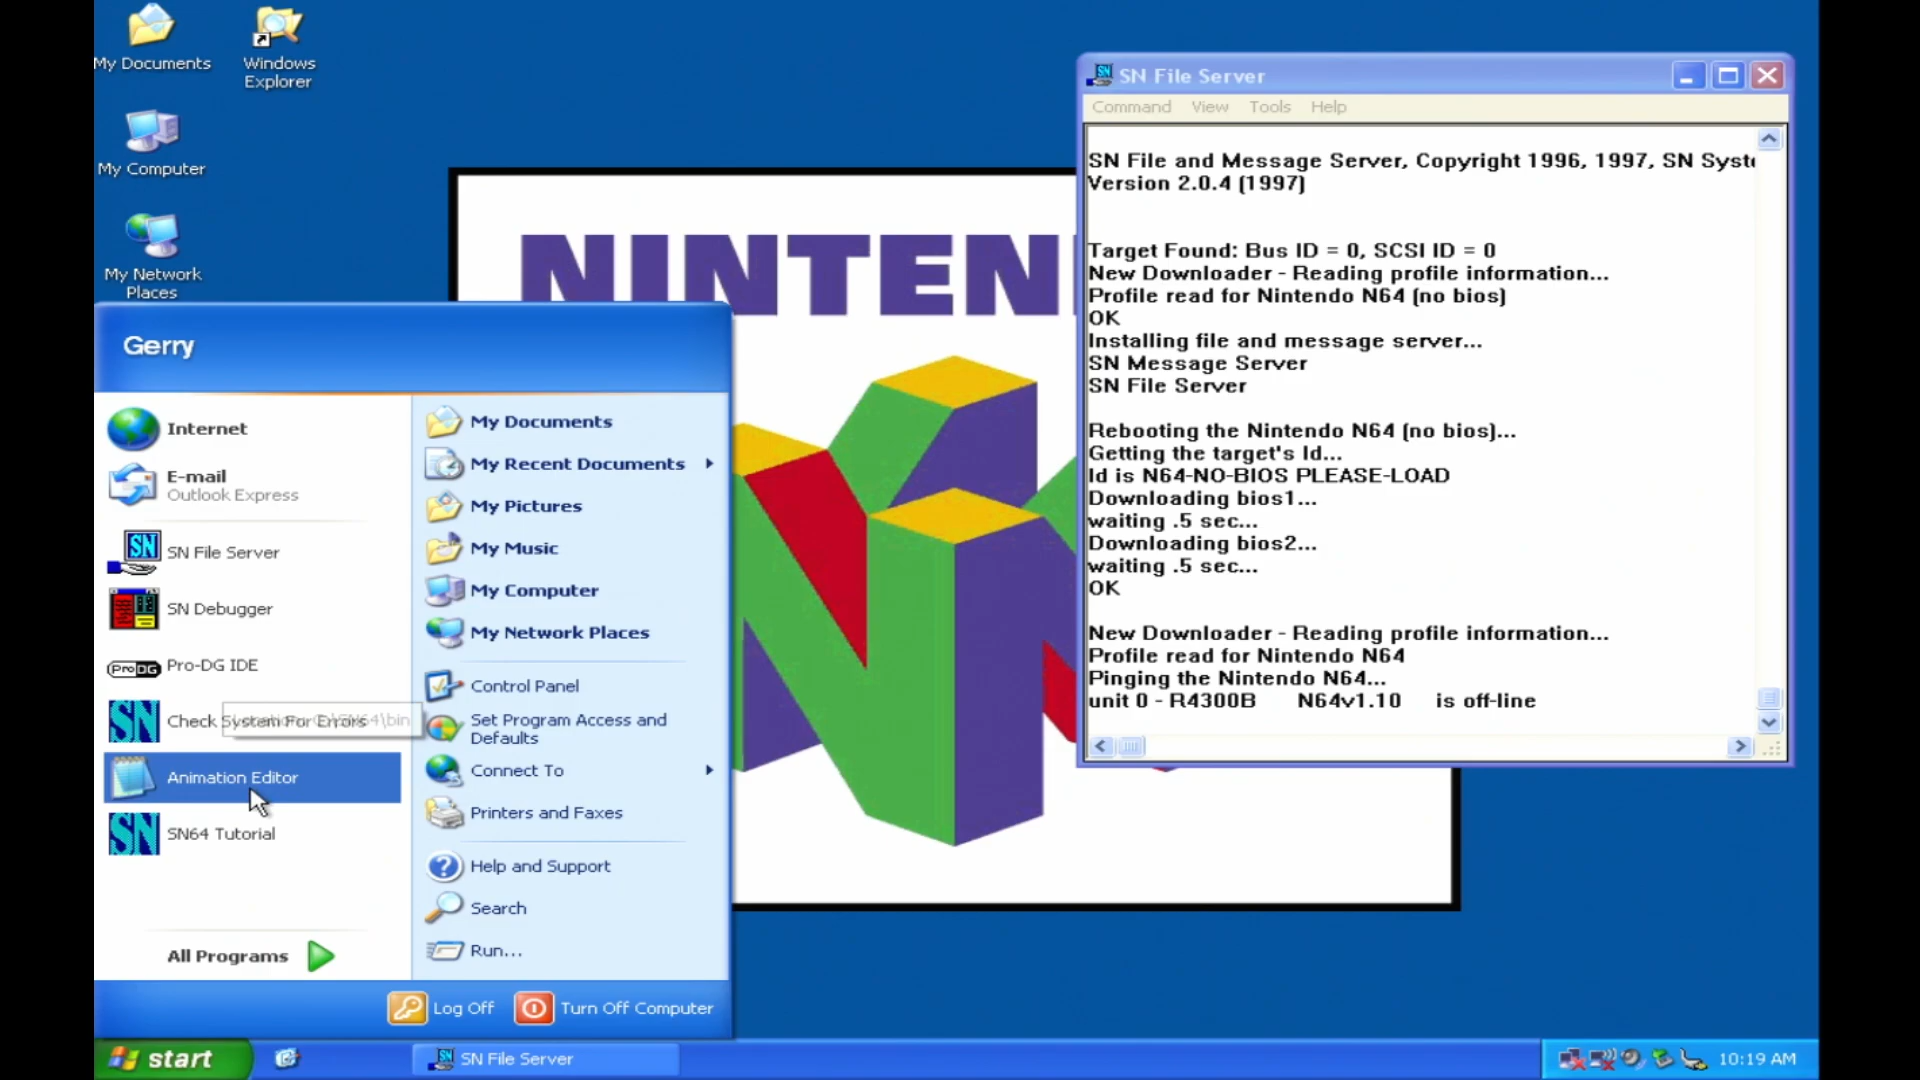 My Documents
Windows
Explorer
My Computer
My Network
Places
NINTEN
SN File Server
Command View Tools Help
SN File and Message Server, Copyright 1996, 1997, SN Syste
Version 2.0.4 (1997)
Target Found: Bus ID = 0, SCSI ID = 0
New Downloader - Reading profile information...
Profile read for Nintendo N64 (no bios)
OK
Installing file and message server...
SN Message Server
SN File Server
Rebooting the Nintendo N64 (no bios)...
Getting the target's Id...
Id is N64-NO-BIOS PLEASE-LOAD
Downloading bios1...
waiting .5 sec...
Downloading bios2...
waiting .5 sec...
OK
New Downloader - Reading profile information...
Profile read for Nintendo N64
Pinging the Nintendo N64...
unit 0 - R4300B N64v1.10 is off-line
Gerry
Internet
E-mail
Outlook Express
SN
SN File Server
SN Debugger
ProDG
Pro-DG IDE
SN
Check System For Errors
Animation Editor
SN
SN64 Tutorial
All Programs
My Documents
My Recent Documents
My Pictures
My Music
My Computer
My Network Places
Control Panel
Set Program Access and
Defaults
Connect To
Printers and Faxes
Help and Support
Search
Run...
Log Off
Turn Off Computer
start
SN File Server
10:19 AM